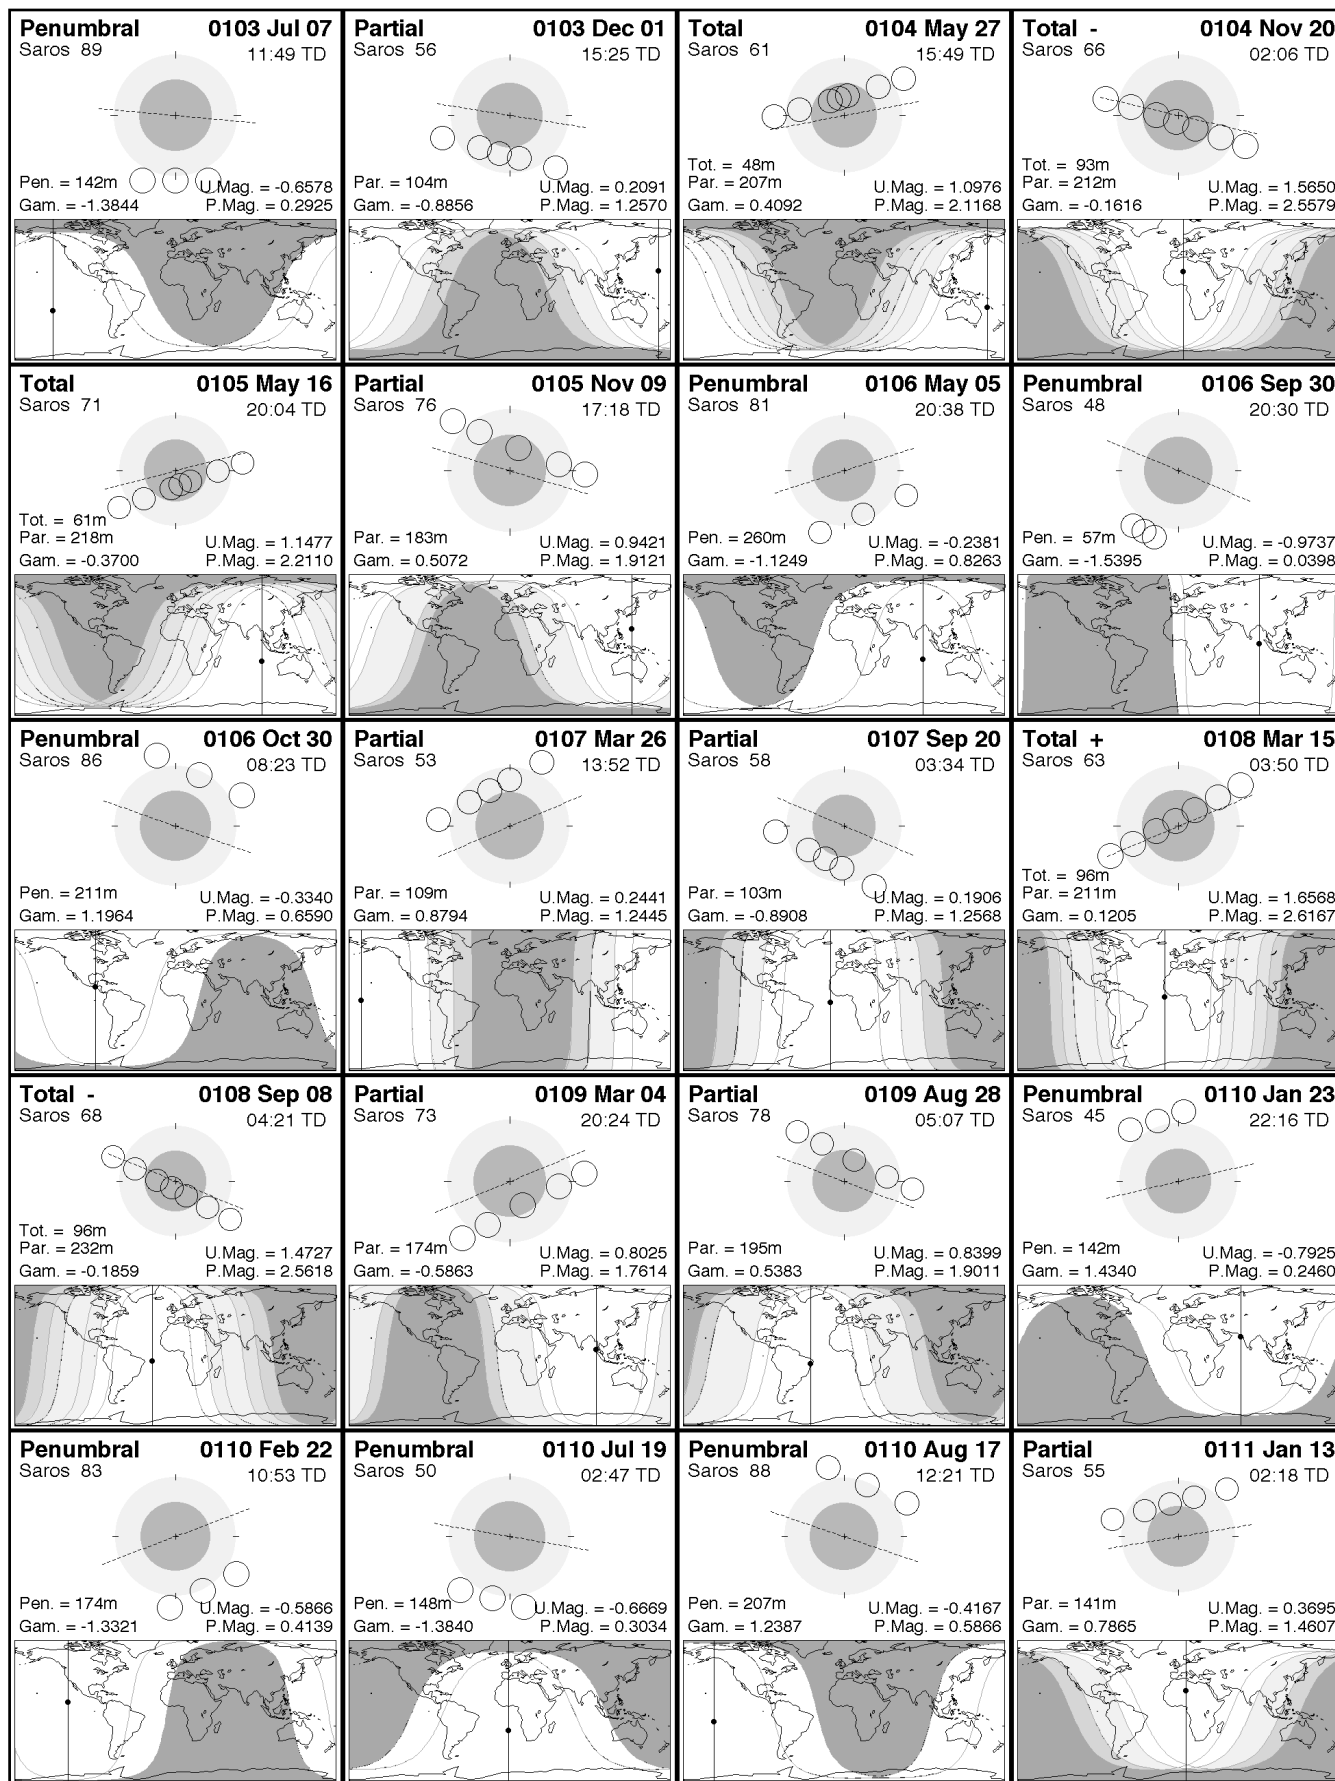 Penumbral 0103 Jul 07
Saros 89 11:49 TD
Pen. = 142m U.Mag. = -0.6578
Gam. = -1.3844 P.Mag. = 0.2925
Partial 0103 Dec 01
Saros 56 15:25 TD
Par. = 104m U.Mag. = 0.2091
Gam. = -0.8856 P.Mag. = 1.2570
Total 0104 May 27
Saros 61 15:49 TD
Tot. = 48m
Par. = 207m U.Mag. = 1.0976
Gam. = 0.4092 P.Mag. = 2.1168
Total - 0104 Nov 20
Saros 66 02:06 TD
Tot. = 93m
Par. = 212m U.Mag. = 1.5650
Gam. = -0.1616 P.Mag. = 2.5579
Total 0105 May 16
Saros 71 20:04 TD
Tot. = 61m
Par. = 218m U.Mag. = 1.1477
Gam. = -0.3700 P.Mag. = 2.2110
Partial 0105 Nov 09
Saros 76 17:18 TD
Par. = 183m U.Mag. = 0.9421
Gam. = 0.5072 P.Mag. = 1.9121
Penumbral 0106 May 05
Saros 81 20:38 TD
Pen. = 260m U.Mag. = -0.2381
Gam. = -1.1249 P.Mag. = 0.8263
Penumbral 0106 Sep 30
Saros 48 20:30 TD
Pen. = 57m U.Mag. = -0.9737
Gam. = -1.5395 P.Mag. = 0.0398
Penumbral 0106 Oct 30
Saros 86 08:23 TD
Pen. = 211m U.Mag. = -0.3340
Gam. = 1.1964 P.Mag. = 0.6590
Partial 0107 Mar 26
Saros 53 13:52 TD
Par. = 109m U.Mag. = 0.2441
Gam. = 0.8794 P.Mag. = 1.2445
Partial 0107 Sep 20
Saros 58 03:34 TD
Par. = 103m U.Mag. = 0.1906
Gam. = -0.8908 P.Mag. = 1.2568
Total + 0108 Mar 15
Saros 63 03:50 TD
Tot. = 96m
Par. = 211m U.Mag. = 1.6568
Gam. = 0.1205 P.Mag. = 2.6167
Total - 0108 Sep 08
Saros 68 04:21 TD
Tot. = 96m
Par. = 232m U.Mag. = 1.4727
Gam. = -0.1859 P.Mag. = 2.5618
Partial 0109 Mar 04
Saros 73 20:24 TD
Par. = 174m U.Mag. = 0.8025
Gam. = -0.5863 P.Mag. = 1.7614
Partial 0109 Aug 28
Saros 78 05:07 TD
Par. = 195m U.Mag. = 0.8399
Gam. = 0.5383 P.Mag. = 1.9011
Penumbral 0110 Jan 23
Saros 45 22:16 TD
Pen. = 142m U.Mag. = -0.7925
Gam. = 1.4340 P.Mag. = 0.2460
Penumbral 0110 Feb 22
Saros 83 10:53 TD
Pen. = 174m U.Mag. = -0.5866
Gam. = -1.3321 P.Mag. = 0.4139
Penumbral 0110 Jul 19
Saros 50 02:47 TD
Pen. = 148m U.Mag. = -0.6669
Gam. = -1.3840 P.Mag. = 0.3034
Penumbral 0110 Aug 17
Saros 88 12:21 TD
Pen. = 207m U.Mag. = -0.4167
Gam. = 1.2387 P.Mag. = 0.5866
Partial 0111 Jan 13
Saros 55 02:18 TD
Par. = 141m U.Mag. = 0.3695
Gam. = 0.7865 P.Mag. = 1.4607